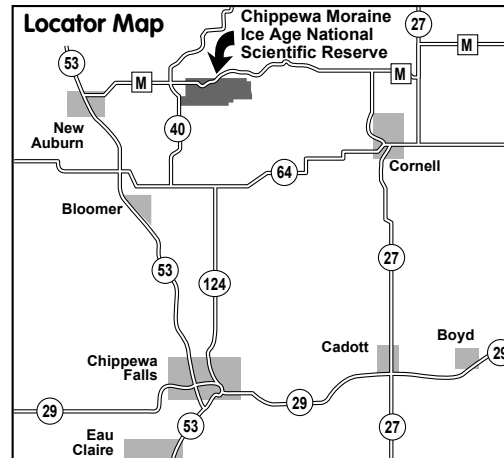 Locator Map
Chippewa Moraine
Ice Age National
Scientific Reserve
27
M
53
M
M
New
Auburn
40
Cornell
64
Bloomer
53
27
124
Cadott
Boyd
29
Chippewa
Falls
29
29
Eau
Claire
53
27